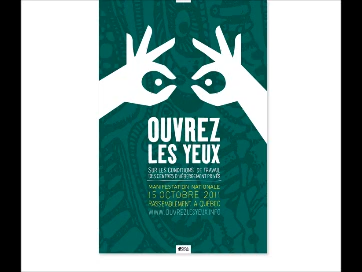 OUVREZ
LES YEUX
SUR LES CONDITIONS DE TRAVAIL
DES CENTRES D'HÉBERGEMENT PRIVÉS
MANIFESTATION NATIONALE
15 OCTOBRE 2011
RASSEMBLEMENT À QUÉBEC
WWW.OUVREZLESYEUX.INFO